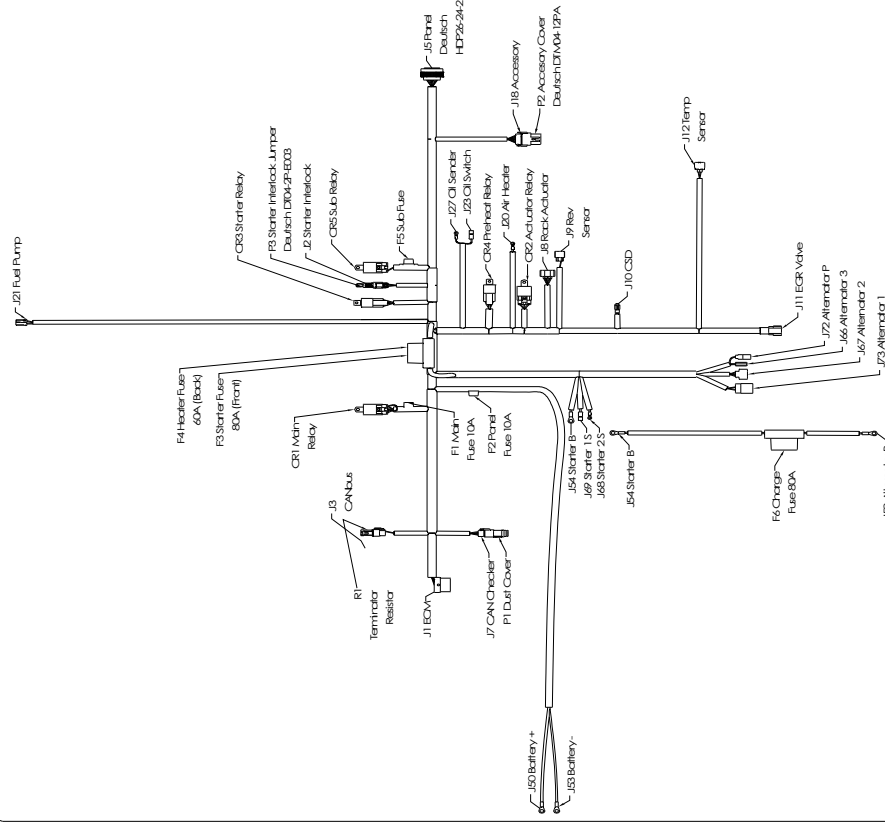 J21 Fuel Pump
CR3 Starter Relay
P3 Starter Interlock Jumper
Deutsch DT04-2P-E003
J2 Starter Interlock
CR5 Sub Relay
F5 Sub Fuse
J5 Panel
Deutsch
HDP26-24-2
J18 Accessory
P2 Accesory Cover
Deutsch DTM04-12PA
F4 Heater Fuse
60A (Back)
F3 Starter Fuse
80A (Front)
CR1 Main
Relay
F1 Main
Fuse 10A
F2 Panel
Fuse 10A
J3
CANbus
R1
Terminator
Resistor
J1 ECM
J7 CAN Checker
P1 Dust Cover
J27 Oil Sender
J23 Oil Switch
CR4 Preheat Relay
J20 Air Heater
CR2 Actuator Relay
J8 Rack Actuator
J9 Rev
Sensor
J10 CSD
J12 Temp
Sensor
J11 EGR Valve
J72 Alternator P
J66 Alternator 3
J67 Alternator 2
J73 Alternator 1
J54 Starter B
J69 Starter 1 S
J68 Starter 2 S
J54 Starter B
F6 Charge
Fuse 80A
J50 Battery +
J53 Battery -